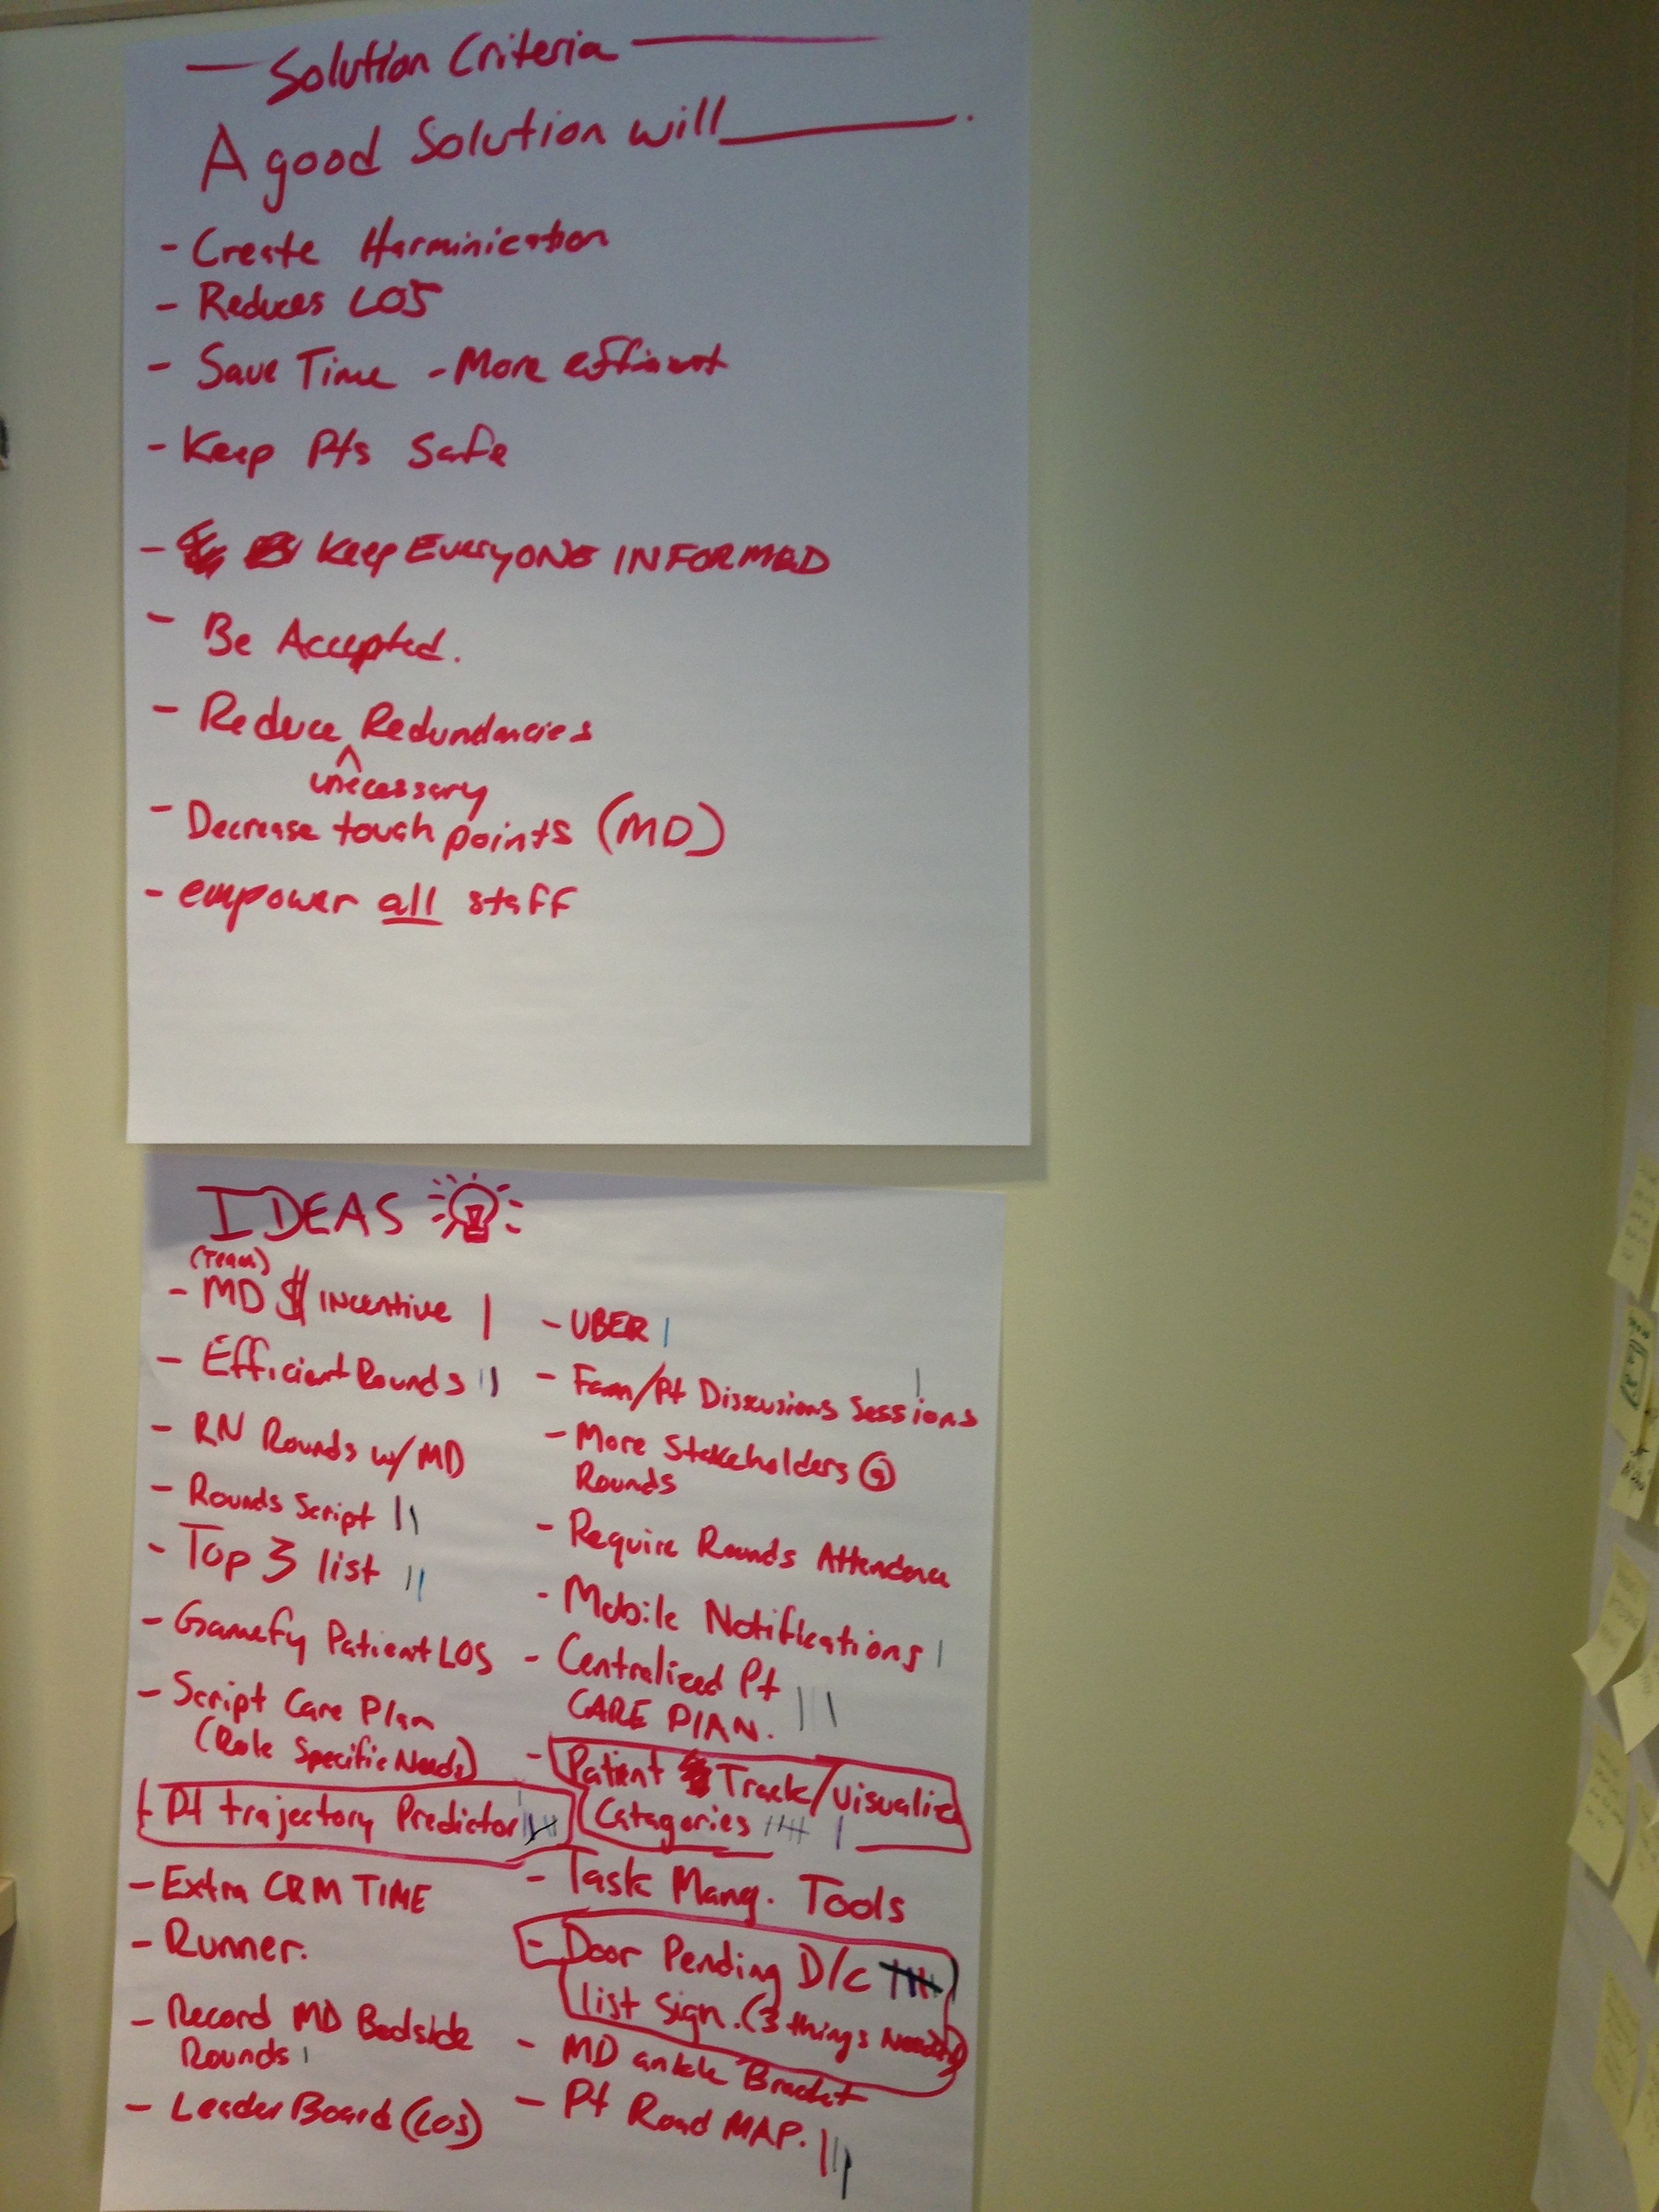 Solution Criteria
A good Solution will______.
- Create Harminication
- Reduces LOS
- Save Time - More efficient
- Keep Pts Safe
- Keep EveryONE INFORMED
- Be Accepted.
- Reduce Redundancies
unecessary
- Decrease touch points (MD)
- empower all staff
IDEAS
(Team)
- MD $ INcentive |
- Efficient Rounds ||
- RN Rounds w/ MD
- Rounds Script ||
- Top 3 list ||
- Gamefy Patient LOS
- Script Care Plan
(Role Specific Needs)
- Pt trajectory Predictor
- Extra CRM TIME
- Runner.
- Record MD Bedside
Rounds |
- Leader Board (LOS)
- UBER |
- Fam/Pt Disscusions Sessions |
- More Stakeholders @
Rounds
- Require Rounds Attendence
- Mobile Notifications |
- Centralized Pt
CARE PLAN. |||
- Patient Track/Visualize
Catagories
- Task Mang. Tools
- Door Pending D/C
list Sign. (3 things Needed)
- MD ankle Bracket
- Pt Road MAP. |||